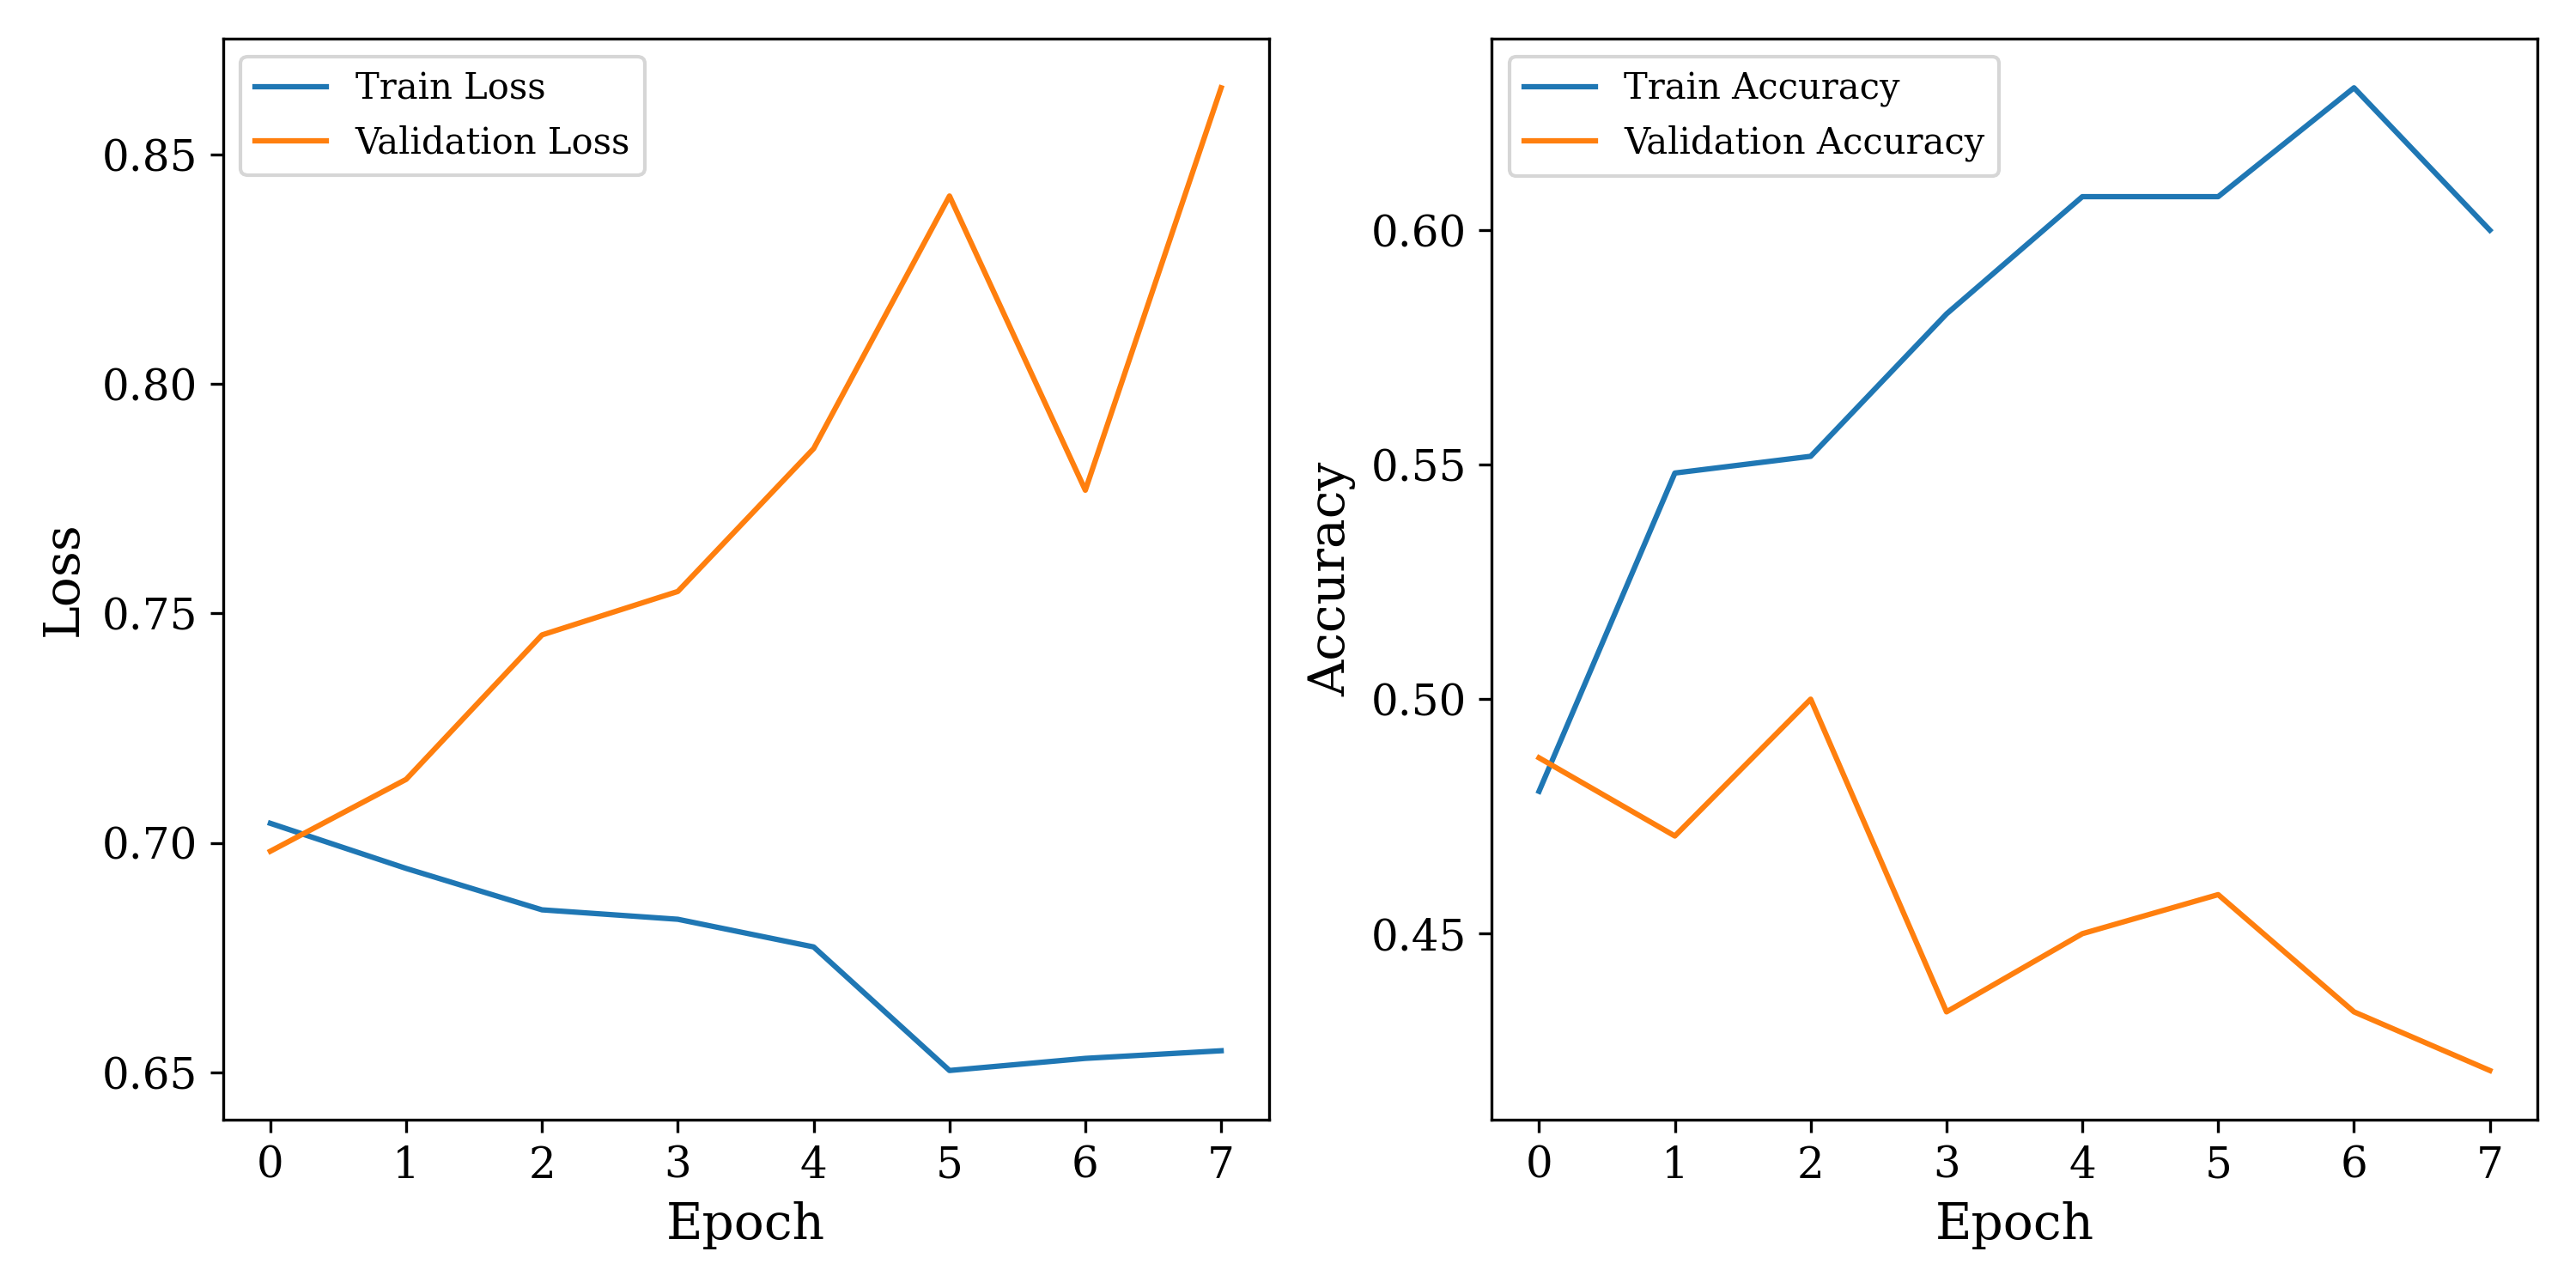 Train Loss
Validation Loss
0.85
0.80
0.75
0.70
0.65
Loss
0 1 2 3 4 5 6 7
Epoch
Train Accuracy
Validation Accuracy
0.60
0.55
0.50
0.45
Accuracy
0 1 2 3 4 5 6 7
Epoch